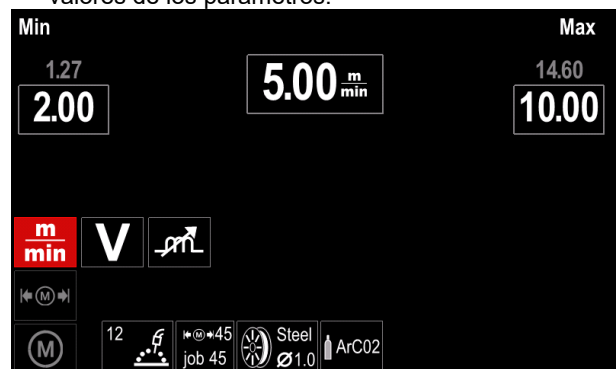 valores de los parámetros.
Min Max
1.27 14.60
2.00 5.00 m/min 10.00
m/min V
M
12 M 45 Steel
M job 45 Ø1.0 ArC02